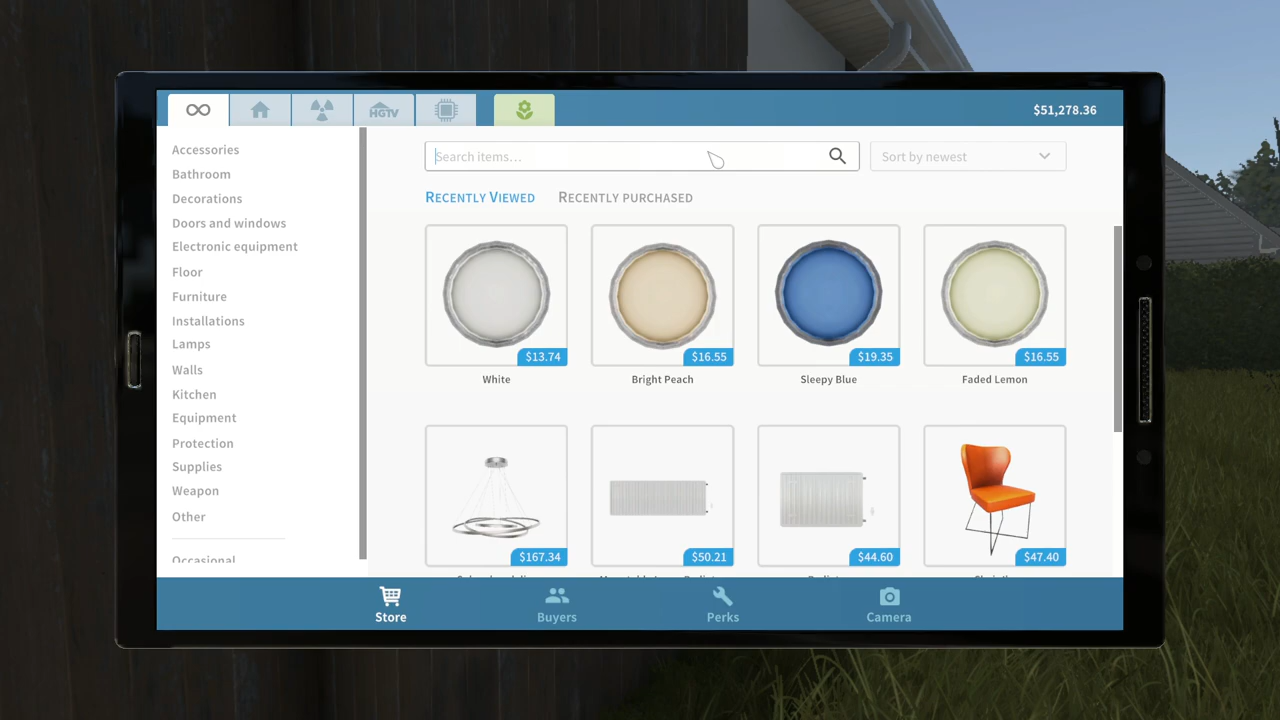 HGTV
$51,278.36
Accessories
Bathroom
Decorations
Doors and windows
Electronic equipment
Floor
Furniture
Installations
Lamps
Walls
Kitchen
Equipment
Protection
Supplies
Weapon
Other
Occasional
Search items...
Sort by newest
Recently Viewed
Recently purchased
$13.74
$16.55
$19.35
$16.55
White
Bright Peach
Sleepy Blue
Faded Lemon
$167.34
$50.21
$44.60
$47.40
Store
Buyers
Perks
Camera